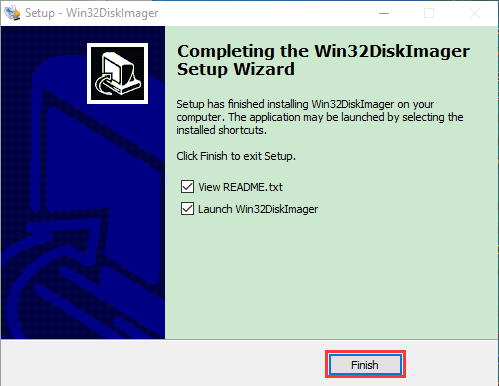 Setup - Win32DiskImager
Completing the Win32DiskImager
Setup Wizard
Setup has finished installing Win32DiskImager on your
computer. The application may be launched by selecting the
installed shortcuts.
Click Finish to exit Setup.
View README.txt
Launch Win32DiskImager
Finish